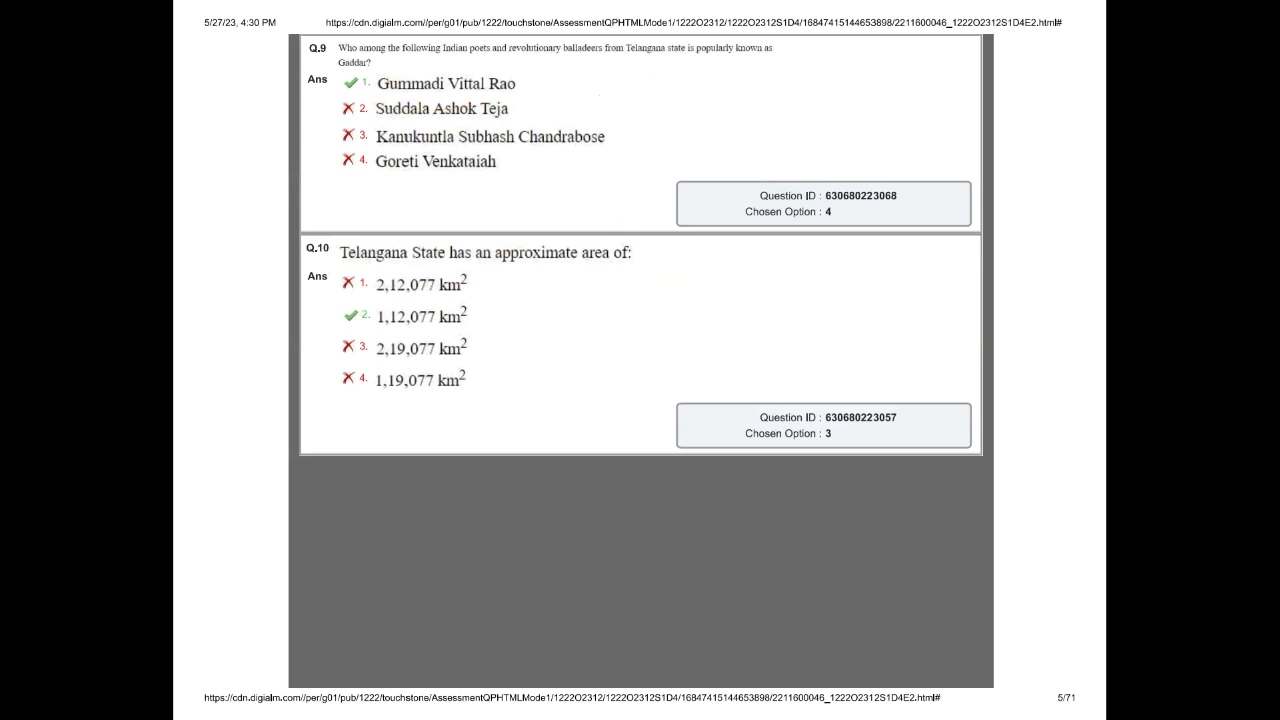 5/27/23, 4:30 PM https://cdn.digialm.com//per/g01/pub/1222/touchstone/AssessmentQPHTMLMode1/1222O2312/1222O2312S1D4/16847415144653898/2211600046_1222O2312S1D4E2.html#
Q.9 Who among the following Indian poets and revolutionary balladeers from Telangana state is popularly known as
Gaddar?
Ans 1. Gummadi Vittal Rao
2. Suddala Ashok Teja
3. Kanukuntla Subhash Chandrabose
4. Goreti Venkataiah
Question ID : 630680223068
Chosen Option : 4
Q.10 Telangana State has an approximate area of:
Ans 1. 2,12,077 km²
2. 1,12,077 km²
3. 2,19,077 km²
4. 1,19,077 km²
Question ID : 630680223057
Chosen Option : 3
https://cdn.digialm.com//per/g01/pub/1222/touchstone/AssessmentQPHTMLMode1/1222O2312/1222O2312S1D4/16847415144653898/2211600046_1222O2312S1D4E2.html# 5/71